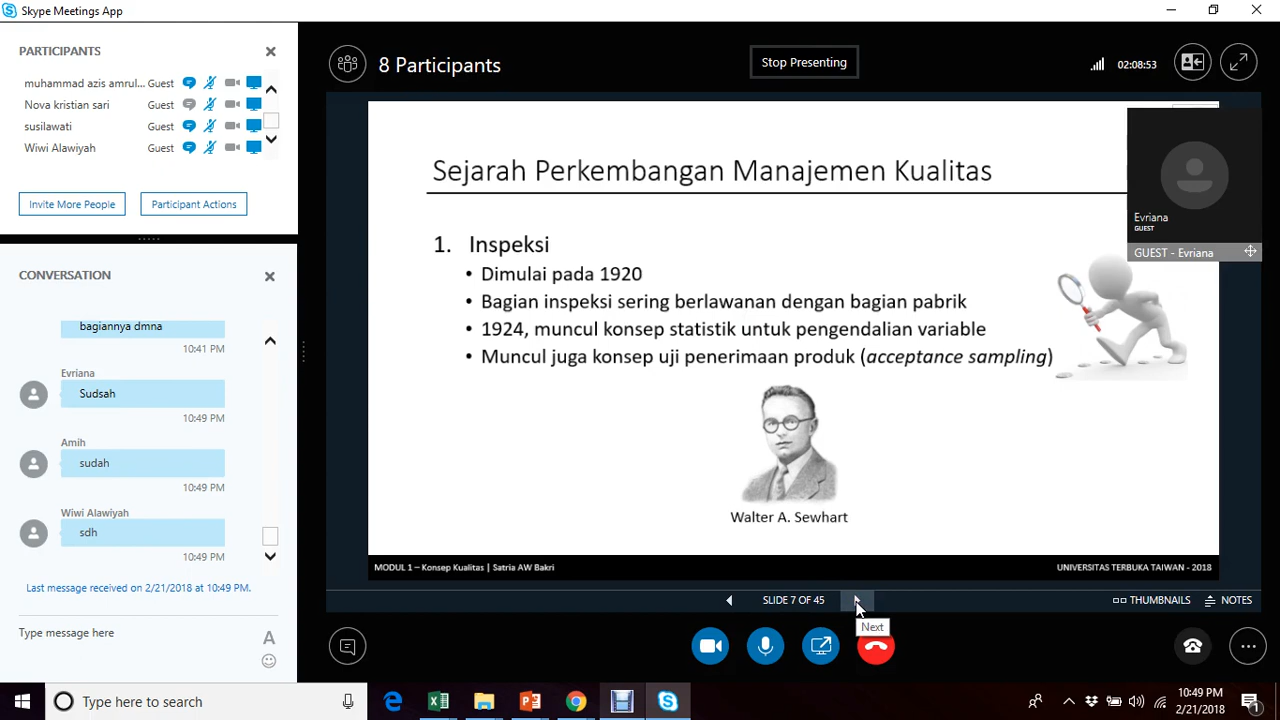 Skype Meetings App
PARTICIPANTS
muhammad azis amrul... Guest
Nova kristian sari Guest
susilawati Guest
Wiwi Alawiyah Guest
Invite More People
Participant Actions
CONVERSATION
bagiannya dmna
10:41 PM
Evriana
Sudsah
10:49 PM
Amih
sudah
10:49 PM
Wiwi Alawiyah
sdh
10:49 PM
Last message received on 2/21/2018 at 10:49 PM.
Type message here
A
8 Participants
Stop Presenting
02:08:53
Sejarah Perkembangan Manajemen Kualitas
1. Inspeksi
• Dimulai pada 1920
• Bagian inspeksi sering berlawanan dengan bagian pabrik
• 1924, muncul konsep statistik untuk pengendalian variable
• Muncul juga konsep uji penerimaan produk (acceptance sampling)
Walter A. Sewhart
Evriana
GUEST
GUEST - Evriana
MODUL 1 – Konsep Kualitas | Satria AW Bakri
UNIVERSITAS TERBUKA TAIWAN - 2018
SLIDE 7 OF 45
THUMBNAILS
NOTES
Next
Type here to search
10:49 PM
2/21/2018
1